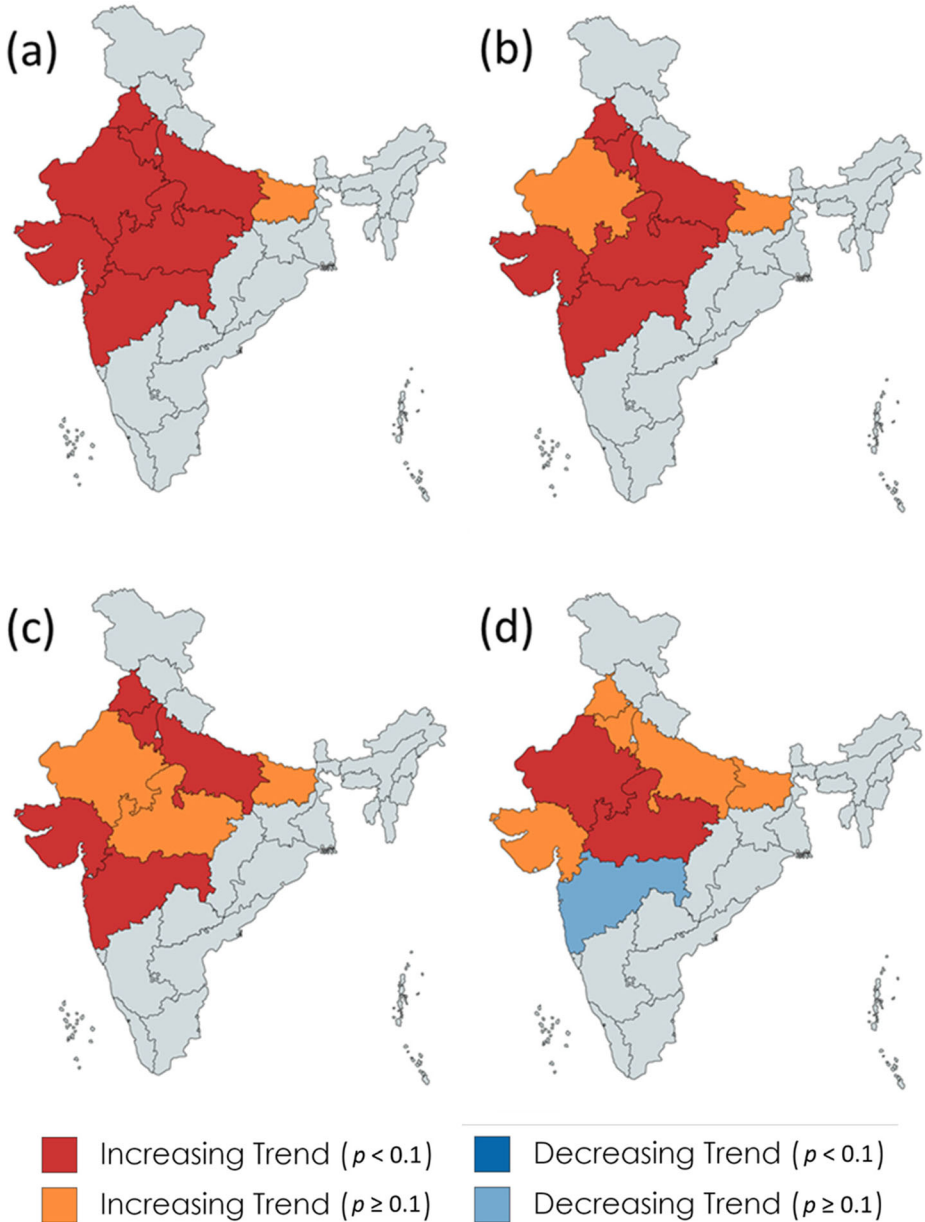 (a)
(b)
(c)
(d)
Increasing Trend (p < 0.1)
Decreasing Trend (p < 0.1)
Increasing Trend (p ≥ 0.1)
Decreasing Trend (p ≥ 0.1)